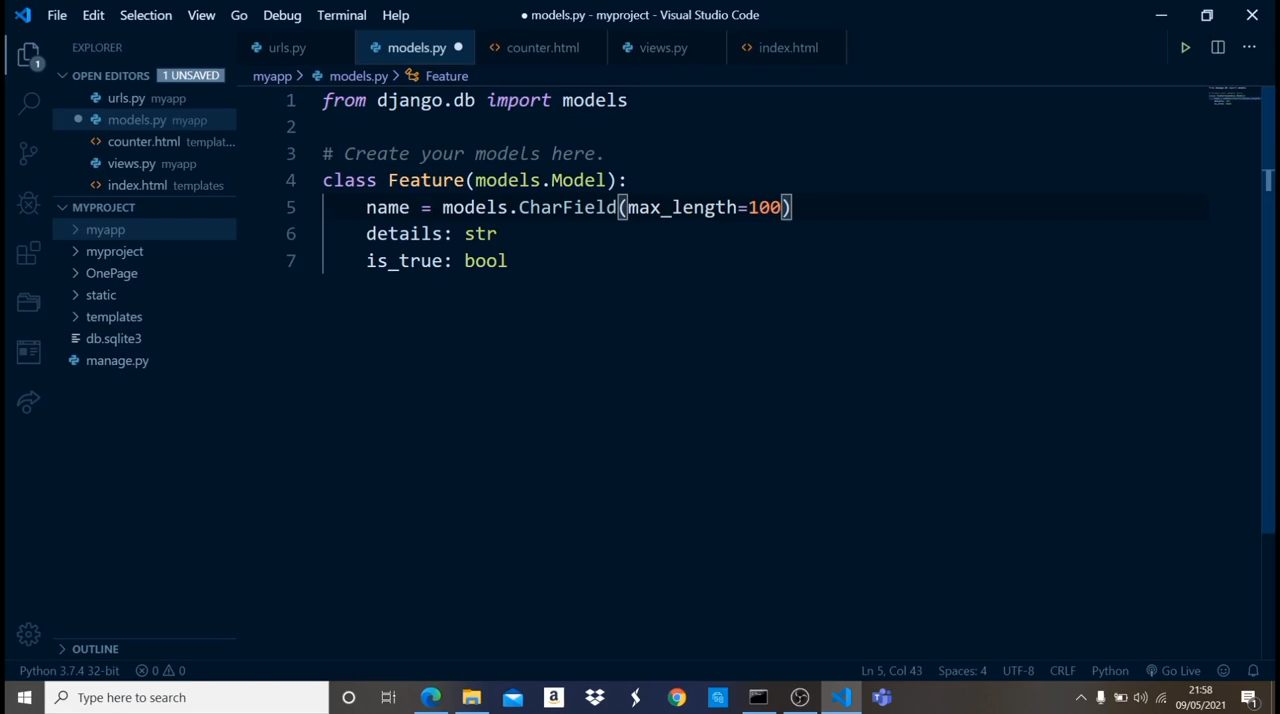 File Edit Selection View Go Debug Terminal Help
● models.py - myproject - Visual Studio Code
EXPLORER
1
OPEN EDITORS 1 UNSAVED
urls.py myapp
models.py myapp
counter.html templat...
views.py myapp
index.html templates
MYPROJECT
myapp
myproject
OnePage
static
templates
db.sqlite3
manage.py
OUTLINE
urls.py models.py counter.html views.py index.html
myapp > models.py > Feature
1 from django.db import models
2
3 # Create your models here.
4 class Feature(models.Model):
5 name = models.CharField(max_length=100)
6 details: str
7 is_true: bool
Python 3.7.4 32-bit 0 0 Ln 5, Col 43 Spaces: 4 UTF-8 CRLF Python Go Live
Type here to search
21:58
09/05/2021
1